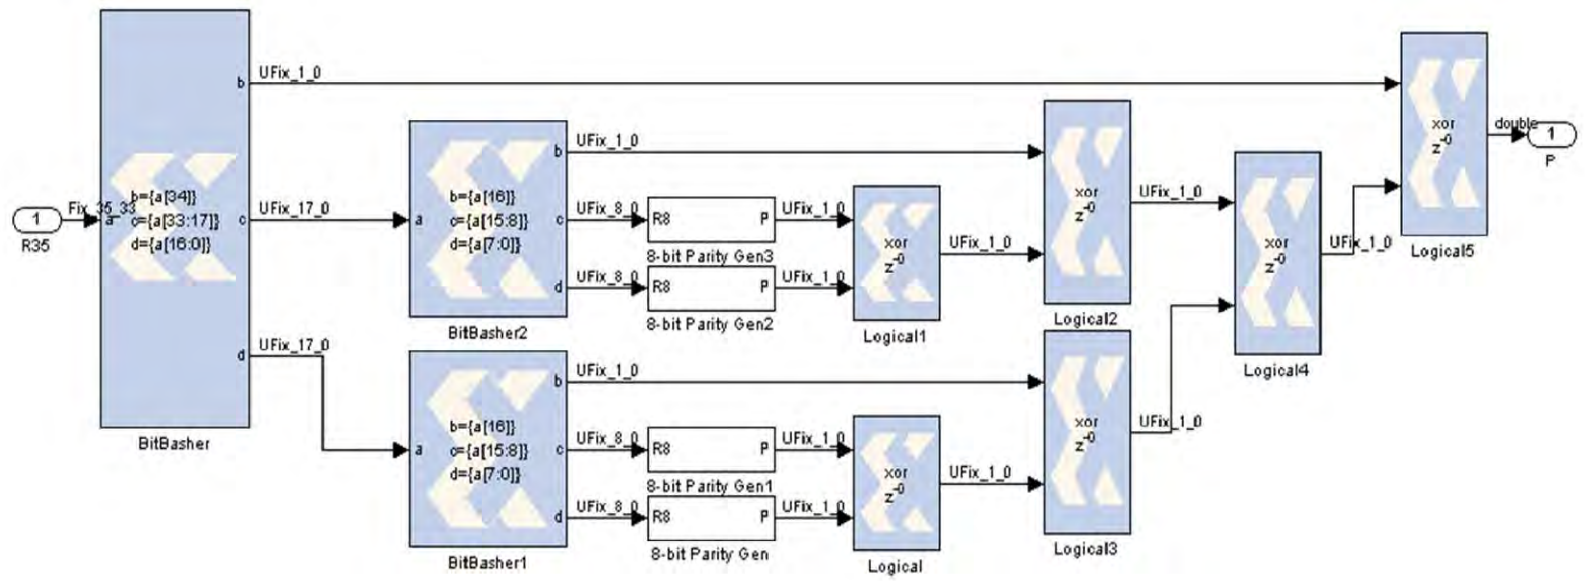 1
R35
Fix_35_33
a
b={a[34]}
c={a[33:17]}
d={a[16:0]}
b
c
d
BitBasher
UFix_1_0
UFix_17_0
UFix_17_0
a
b={a[16]}
c={a[15:8]}
d={a[7:0]}
b
c
d
BitBasher2
UFix_1_0
UFix_8_0
UFix_8_0
R8 P
8-bit Parity Gen3
R8 P
8-bit Parity Gen2
UFix_1_0
UFix_1_0
xor
z-0
Logical1
UFix_1_0
xor
z-0
Logical2
UFix_1_0
a
b={a[16]}
c={a[15:8]}
d={a[7:0]}
b
c
d
BitBasher1
UFix_1_0
UFix_8_0
UFix_8_0
R8 P
8-bit Parity Gen1
R8 P
8-bit Parity Gen
UFix_1_0
UFix_1_0
xor
z-0
Logical
UFix_1_0
xor
z-0
Logical3
UFix_1_0
xor
z-0
Logical4
UFix_1_0
xor
z-0
Logical5
double
1
P